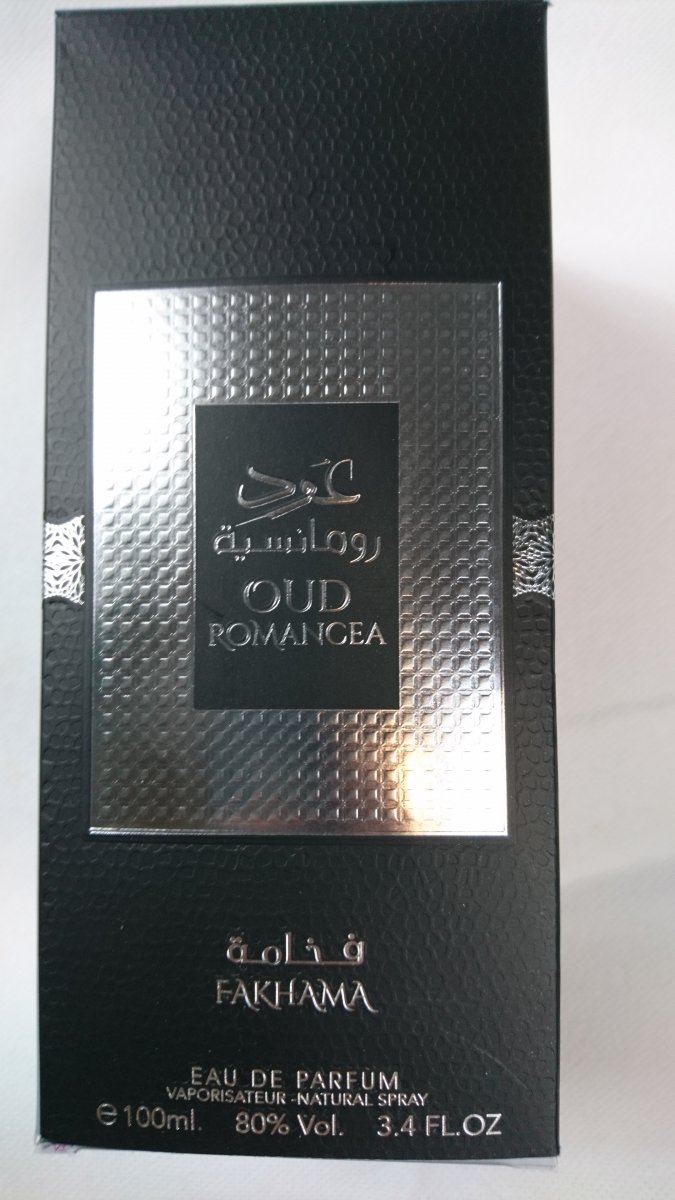 عود
رومانسية
OUD
ROMANCEA
فخامة
FAKHAMA
EAU DE PARFUM
VAPORISATEUR -NATURAL SPRAY
℮100ml. 80% Vol. 3.4 FL.OZ